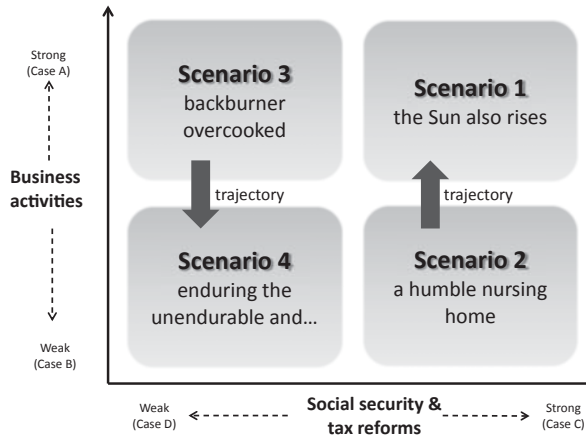 Strong
(Case A)
Business
activities
Weak
(Case B)
Scenario 3
backburner
overcooked
Scenario 1
the Sun also rises
trajectory
trajectory
Scenario 4
enduring the
unendurable and...
Scenario 2
a humble nursing
home
Weak
(Case D)
Social security &
tax reforms
Strong
(Case C)